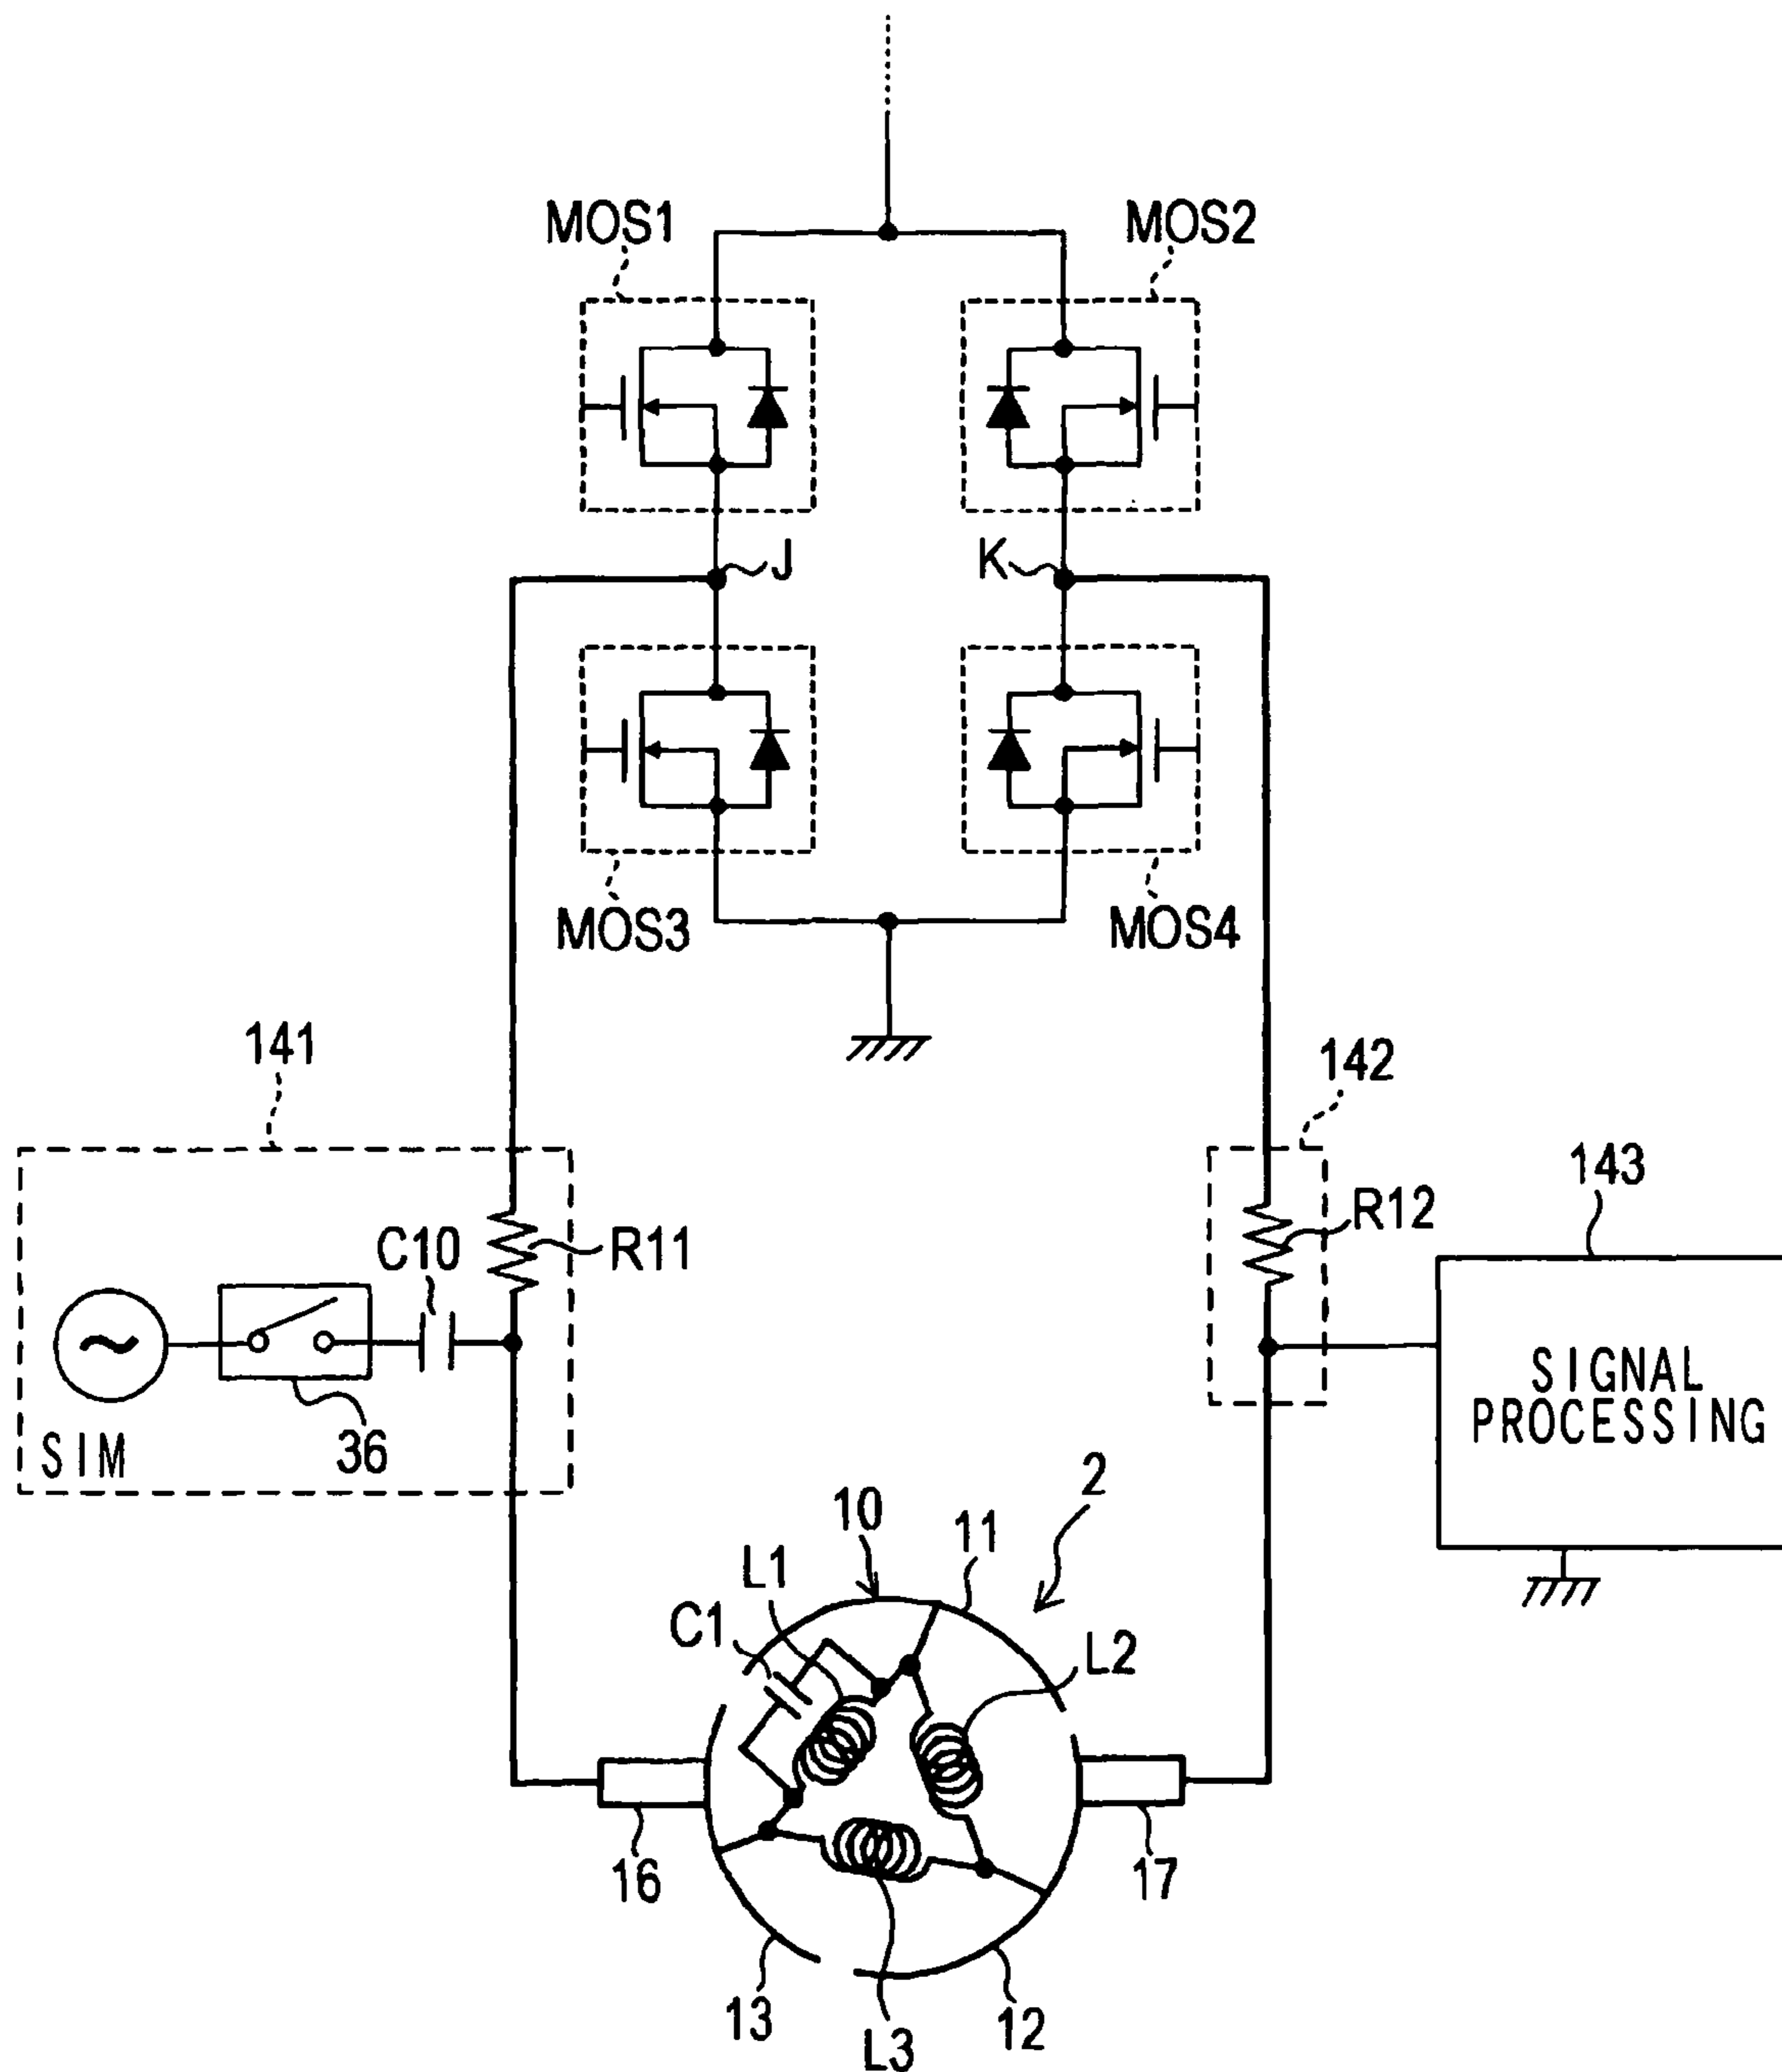 MOS1
MOS2
J
K
MOS3
MOS4
141
142
143
C10
R11
R12
SIGNAL
PROCESSING
SIM
36
10
11
2
L1
C1
L2
16
17
13
L3
12